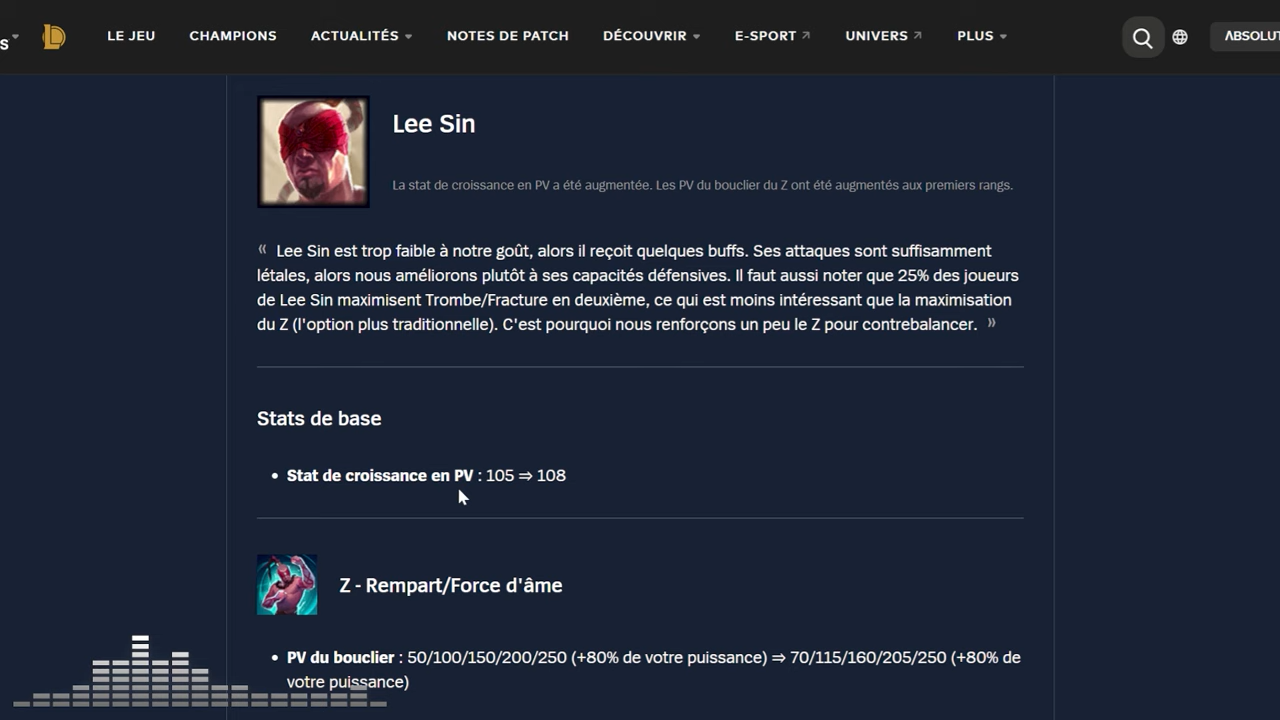 S
LE JEU CHAMPIONS ACTUALITÉS NOTES DE PATCH DÉCOUVRIR E-SPORT UNIVERS PLUS ABSOLUT
Lee Sin
La stat de croissance en PV a été augmentée. Les PV du bouclier du Z ont été augmentés aux premiers rangs.
« Lee Sin est trop faible à notre goût, alors il reçoit quelques buffs. Ses attaques sont suffisamment
létales, alors nous améliorons plutôt à ses capacités défensives. Il faut aussi noter que 25% des joueurs
de Lee Sin maximisent Trombe/Fracture en deuxième, ce qui est moins intéressant que la maximisation
du Z (l'option plus traditionnelle). C'est pourquoi nous renforçons un peu le Z pour contrebalancer. »
Stats de base
• Stat de croissance en PV : 105 ⇒ 108
Z - Rempart/Force d'âme
• PV du bouclier : 50/100/150/200/250 (+80% de votre puissance) ⇒ 70/115/160/205/250 (+80% de
votre puissance)